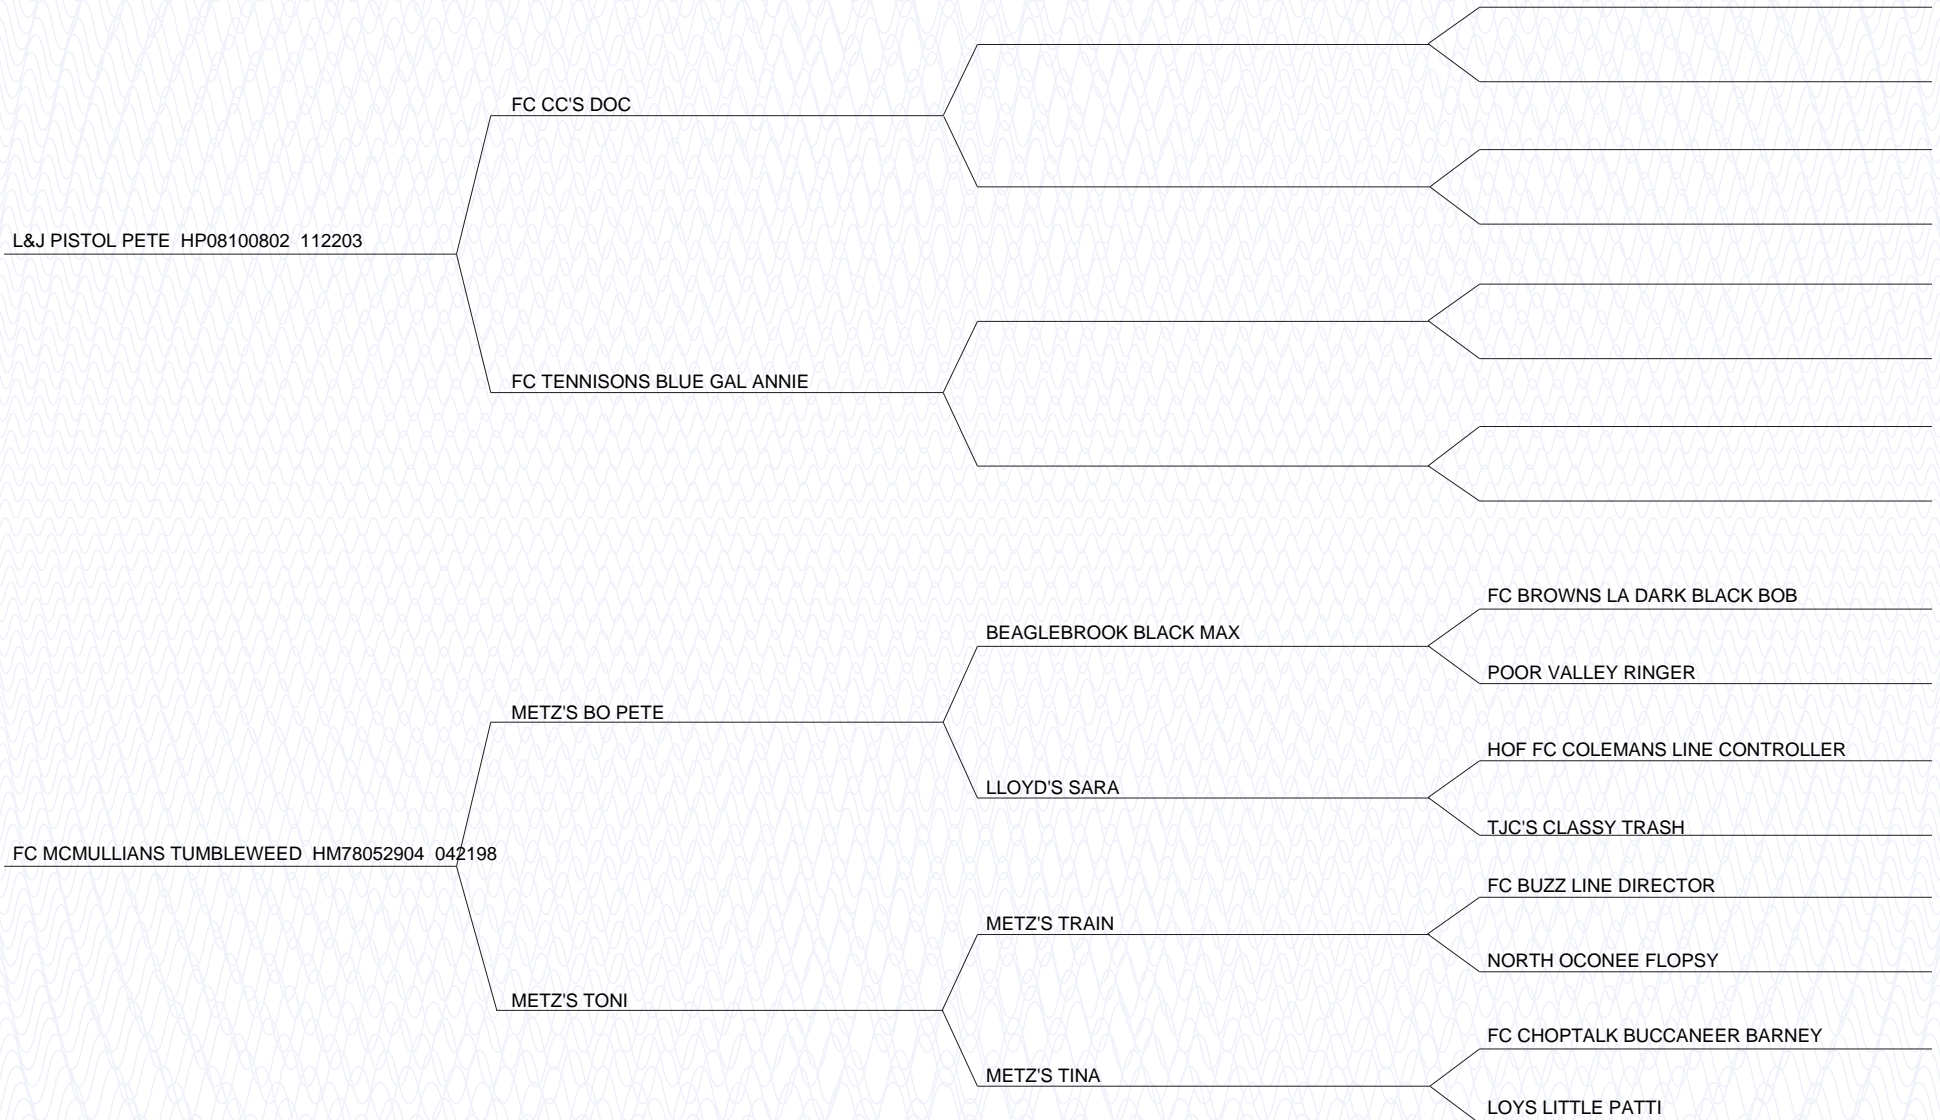 FC CC'S DOC
L&J PISTOL PETE HP08100802 112203
FC TENNISONS BLUE GAL ANNIE
FC BROWNS LA DARK BLACK BOB
BEAGLEBROOK BLACK MAX
POOR VALLEY RINGER
METZ'S BO PETE
HOF FC COLEMANS LINE CONTROLLER
LLOYD'S SARA
TJC'S CLASSY TRASH
FC MCMULLIANS TUMBLEWEED HM78052904 042198
FC BUZZ LINE DIRECTOR
METZ'S TRAIN
NORTH OCONEE FLOPSY
METZ'S TONI
FC CHOPTALK BUCCANEER BARNEY
METZ'S TINA
LOYS LITTLE PATTI